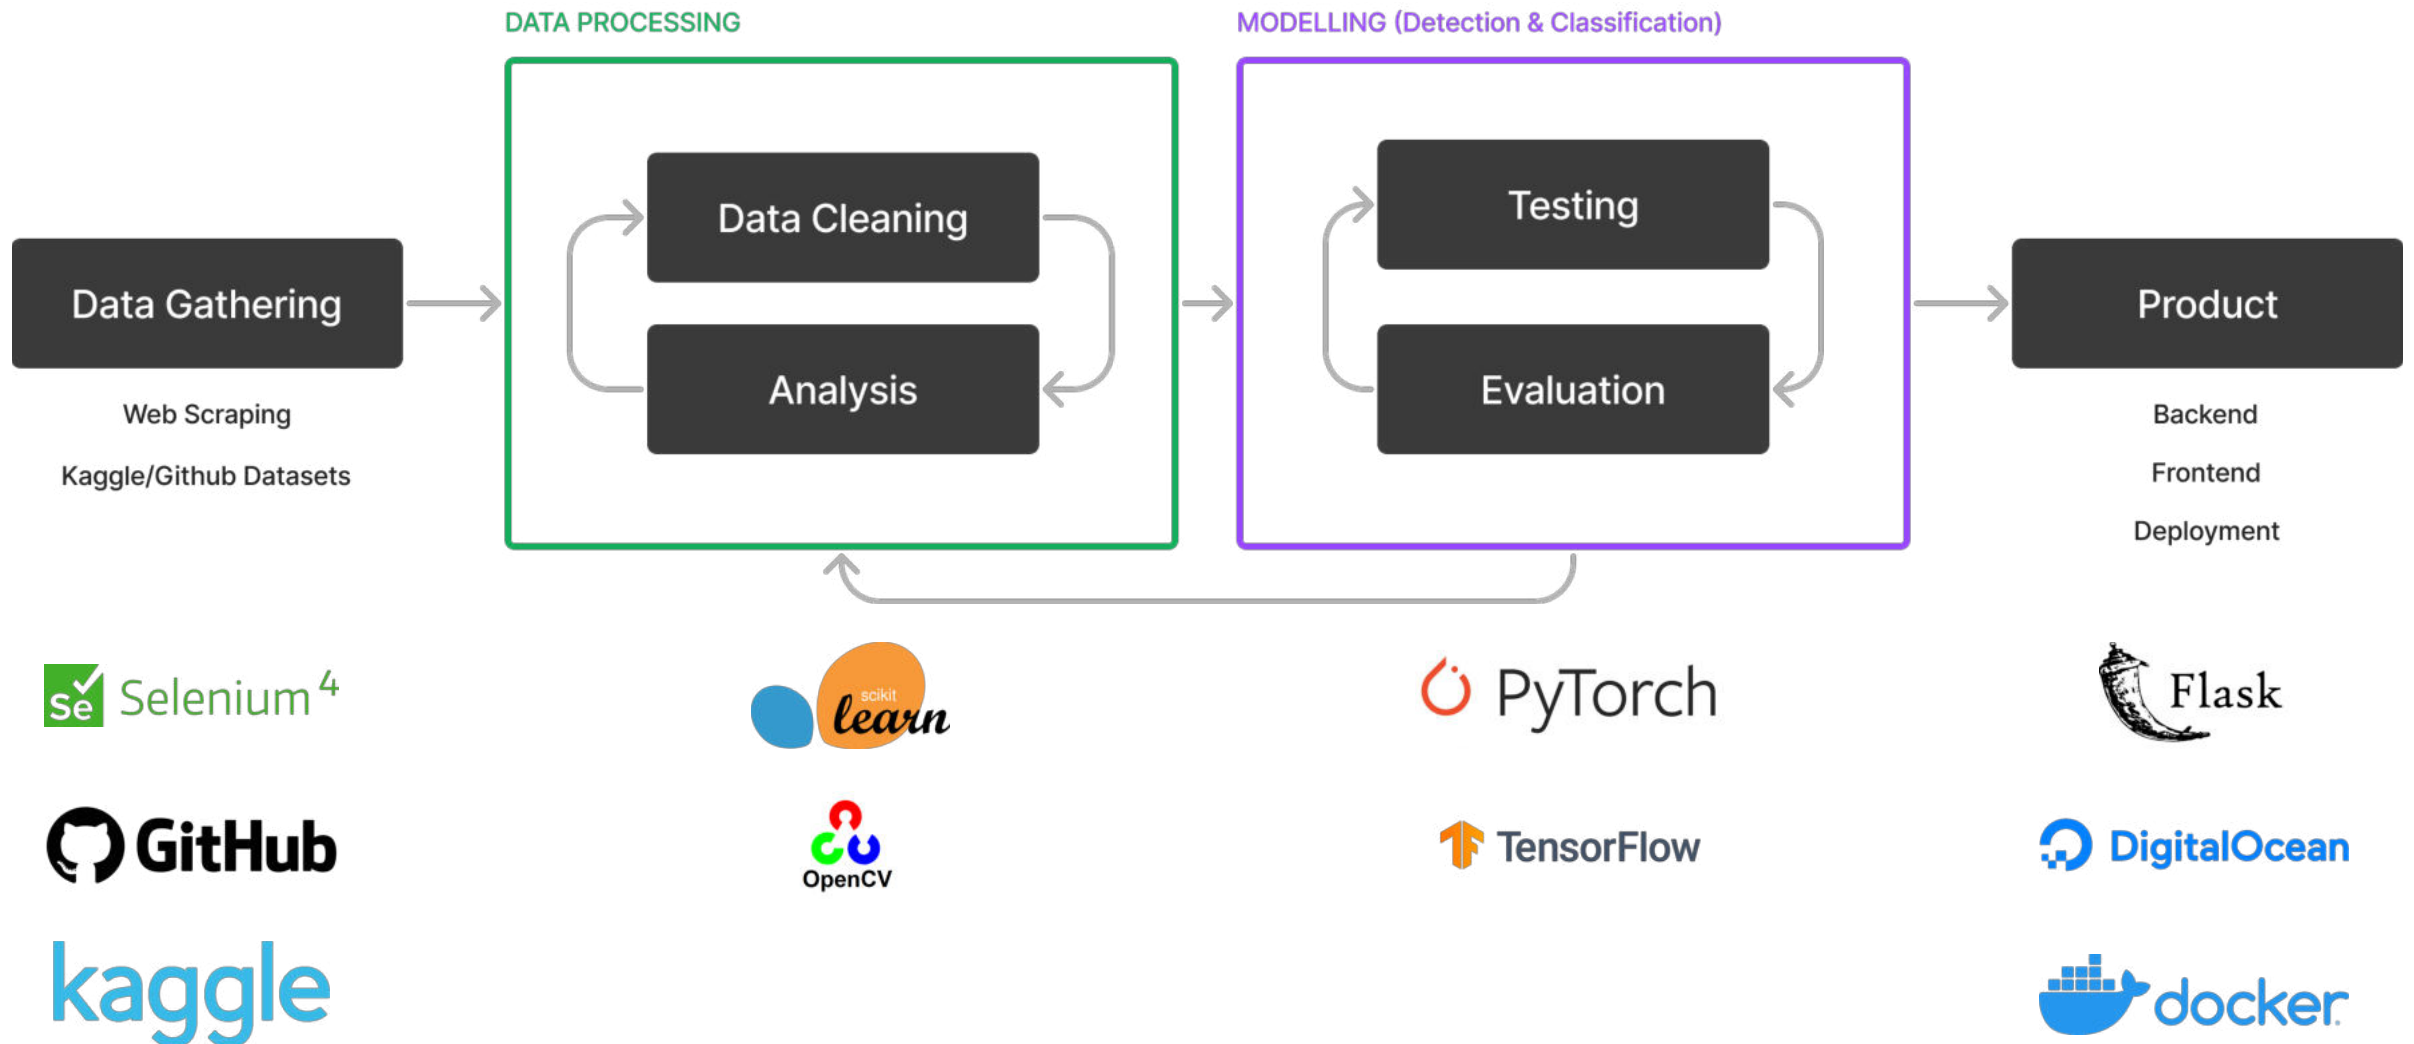 DATA PROCESSING
MODELLING (Detection & Classification)
Data Gathering
Web Scraping
Kaggle/Github Datasets
Data Cleaning
Analysis
Testing
Evaluation
Product
Backend
Frontend
Deployment
Se Selenium 4
scikit
learn
PyTorch
Flask
GitHub
OpenCV
TensorFlow
DigitalOcean
kaggle
docker